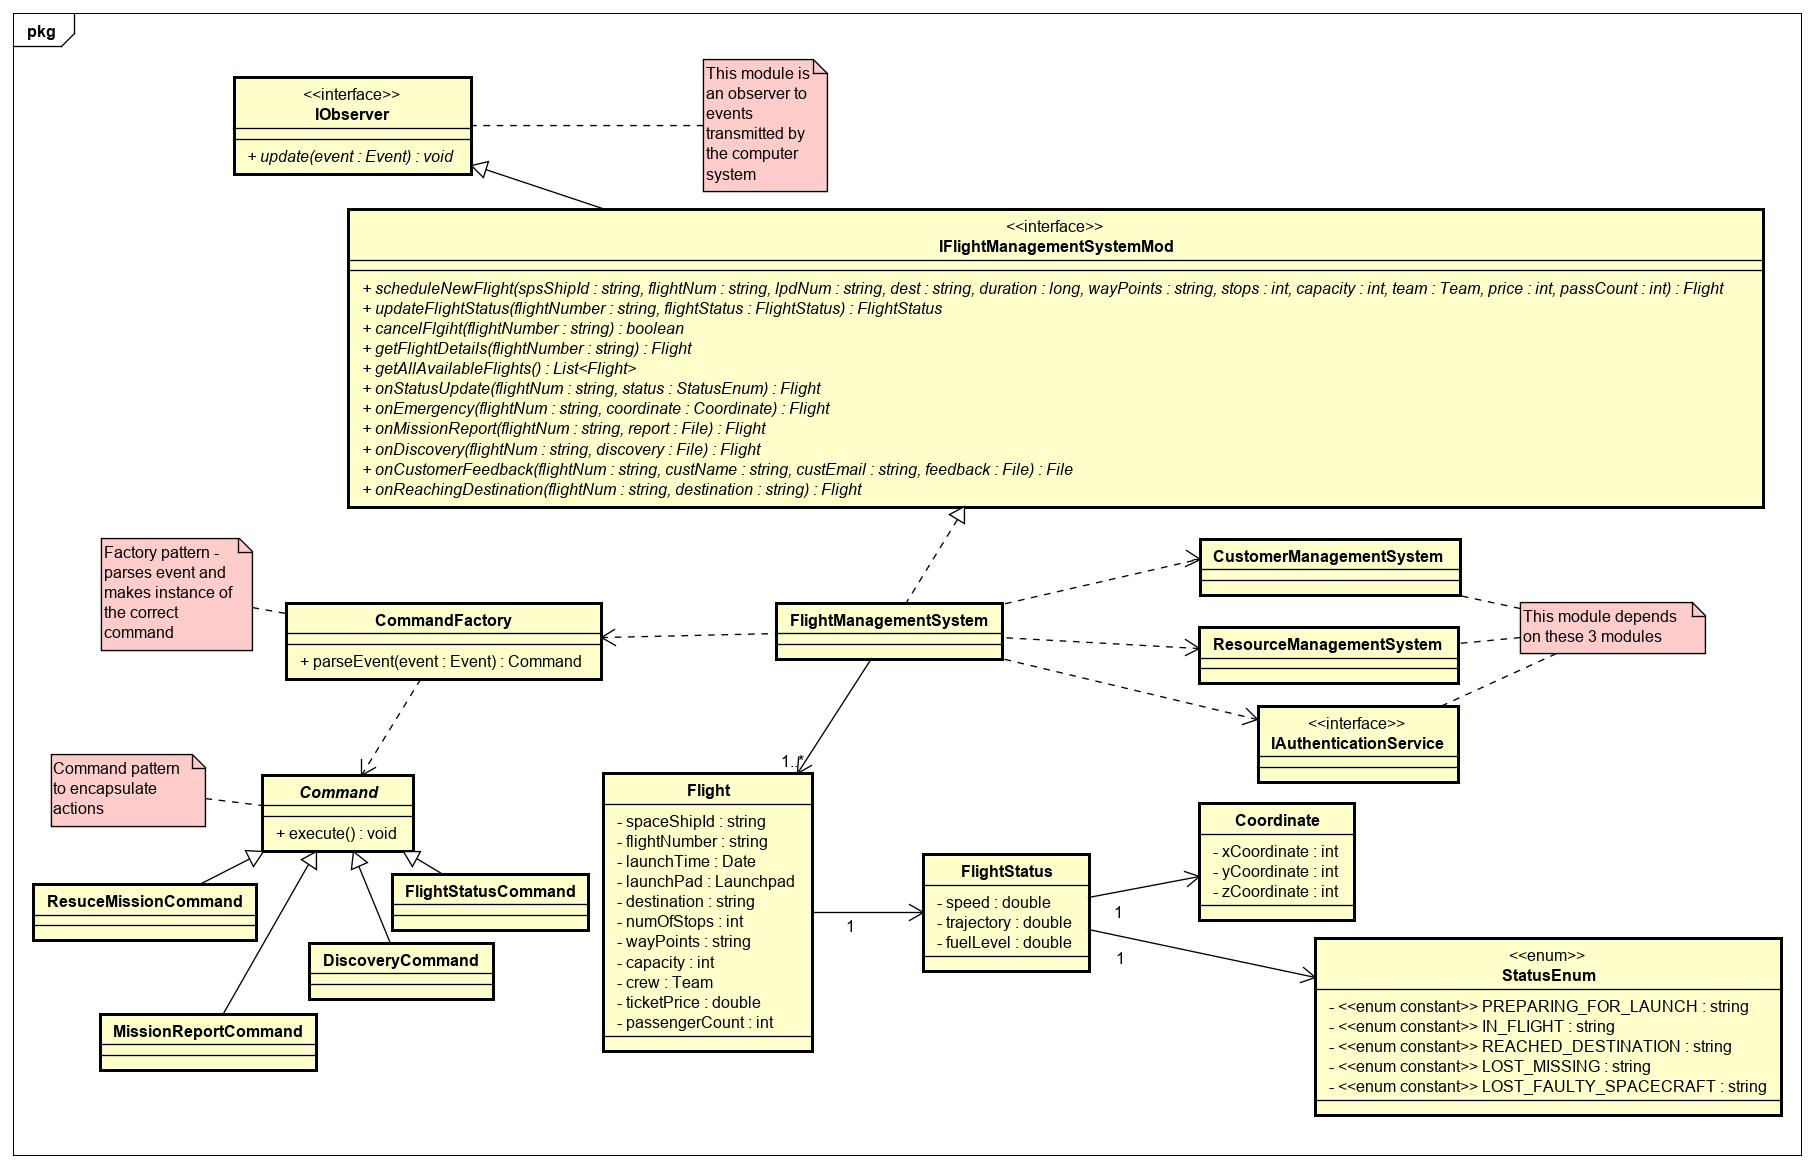 pkg
<<interface>>
IObserver
+ update(event : Event) : void
This module is
an observer to
events
transmitted by
the computer
system
<<interface>>
IFlightManagementSystemMod
+ scheduleNewFlight(spsShipId : string, flightNum : string, lpdNum : string, dest : string, duration : long, wayPoints : string, stops : int, capacity : int, team : Team, price : int, passCount : int) : Flight
+ updateFlightStatus(flightNumber : string, flightStatus : FlightStatus) : FlightStatus
+ cancelFlgiht(flightNumber : string) : boolean
+ getFlightDetails(flightNumber : string) : Flight
+ getAllAvailableFlights() : List<Flight>
+ onStatusUpdate(flightNum : string, status : StatusEnum) : Flight
+ onEmergency(flightNum : string, coordinate : Coordinate) : Flight
+ onMissionReport(flightNum : string, report : File) : Flight
+ onDiscovery(flightNum : string, discovery : File) : Flight
+ onCustomerFeedback(flightNum : string, custName : string, custEmail : string, feedback : File) : File
+ onReachingDestination(flightNum : string, destination : string) : Flight
Factory pattern -
parses event and
makes instance of
the correct
command
CommandFactory
+ parseEvent(event : Event) : Command
FlightManagementSystem
CustomerManagementSystem
ResourceManagementSystem
<<interface>>
IAuthenticationService
This module depends
on these 3 modules
Command pattern
to encapsulate
actions
Command
+ execute() : void
ResuceMissionCommand
FlightStatusCommand
DiscoveryCommand
MissionReportCommand
1..*
Flight
- spaceShipId : string
- flightNumber : string
- launchTime : Date
- launchPad : Launchpad
- destination : string
- numOfStops : int
- wayPoints : string
- capacity : int
- crew : Team
- ticketPrice : double
- passengerCount : int
1
FlightStatus
- speed : double
- trajectory : double
- fuelLevel : double
1
1
Coordinate
- xCoordinate : int
- yCoordinate : int
- zCoordinate : int
<<enum>>
StatusEnum
- <<enum constant>> PREPARING_FOR_LAUNCH : string
- <<enum constant>> IN_FLIGHT : string
- <<enum constant>> REACHED_DESTINATION : string
- <<enum constant>> LOST_MISSING : string
- <<enum constant>> LOST_FAULTY_SPACECRAFT : string